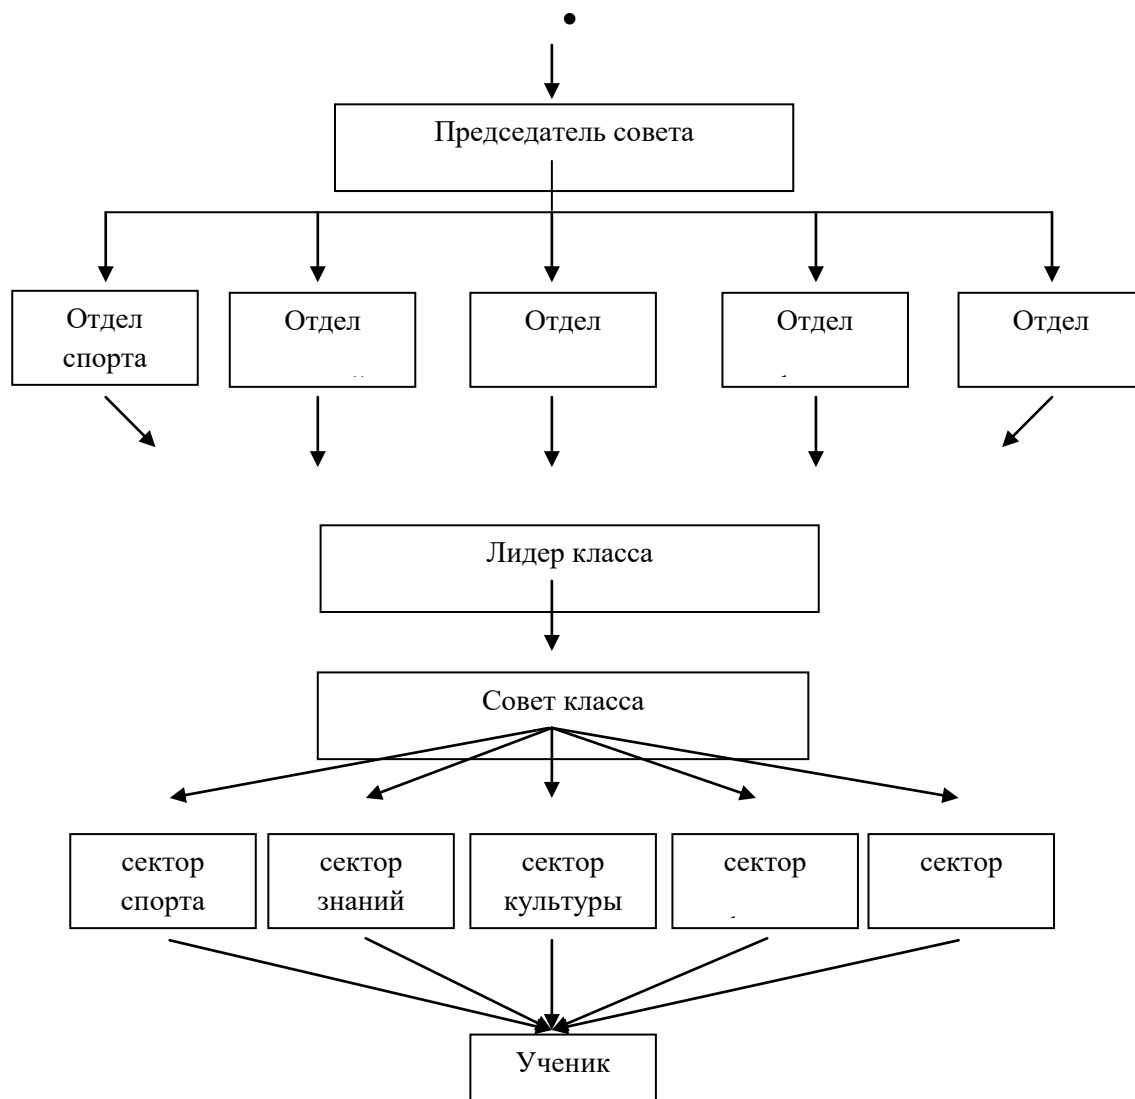 •
Председатель совета
Отдел
спорта
Отдел
Отдел
Отдел
Отдел
Лидер класса
Совет класса
сектор
спорта
сектор
знаний
сектор
культуры
сектор
сектор
Ученик